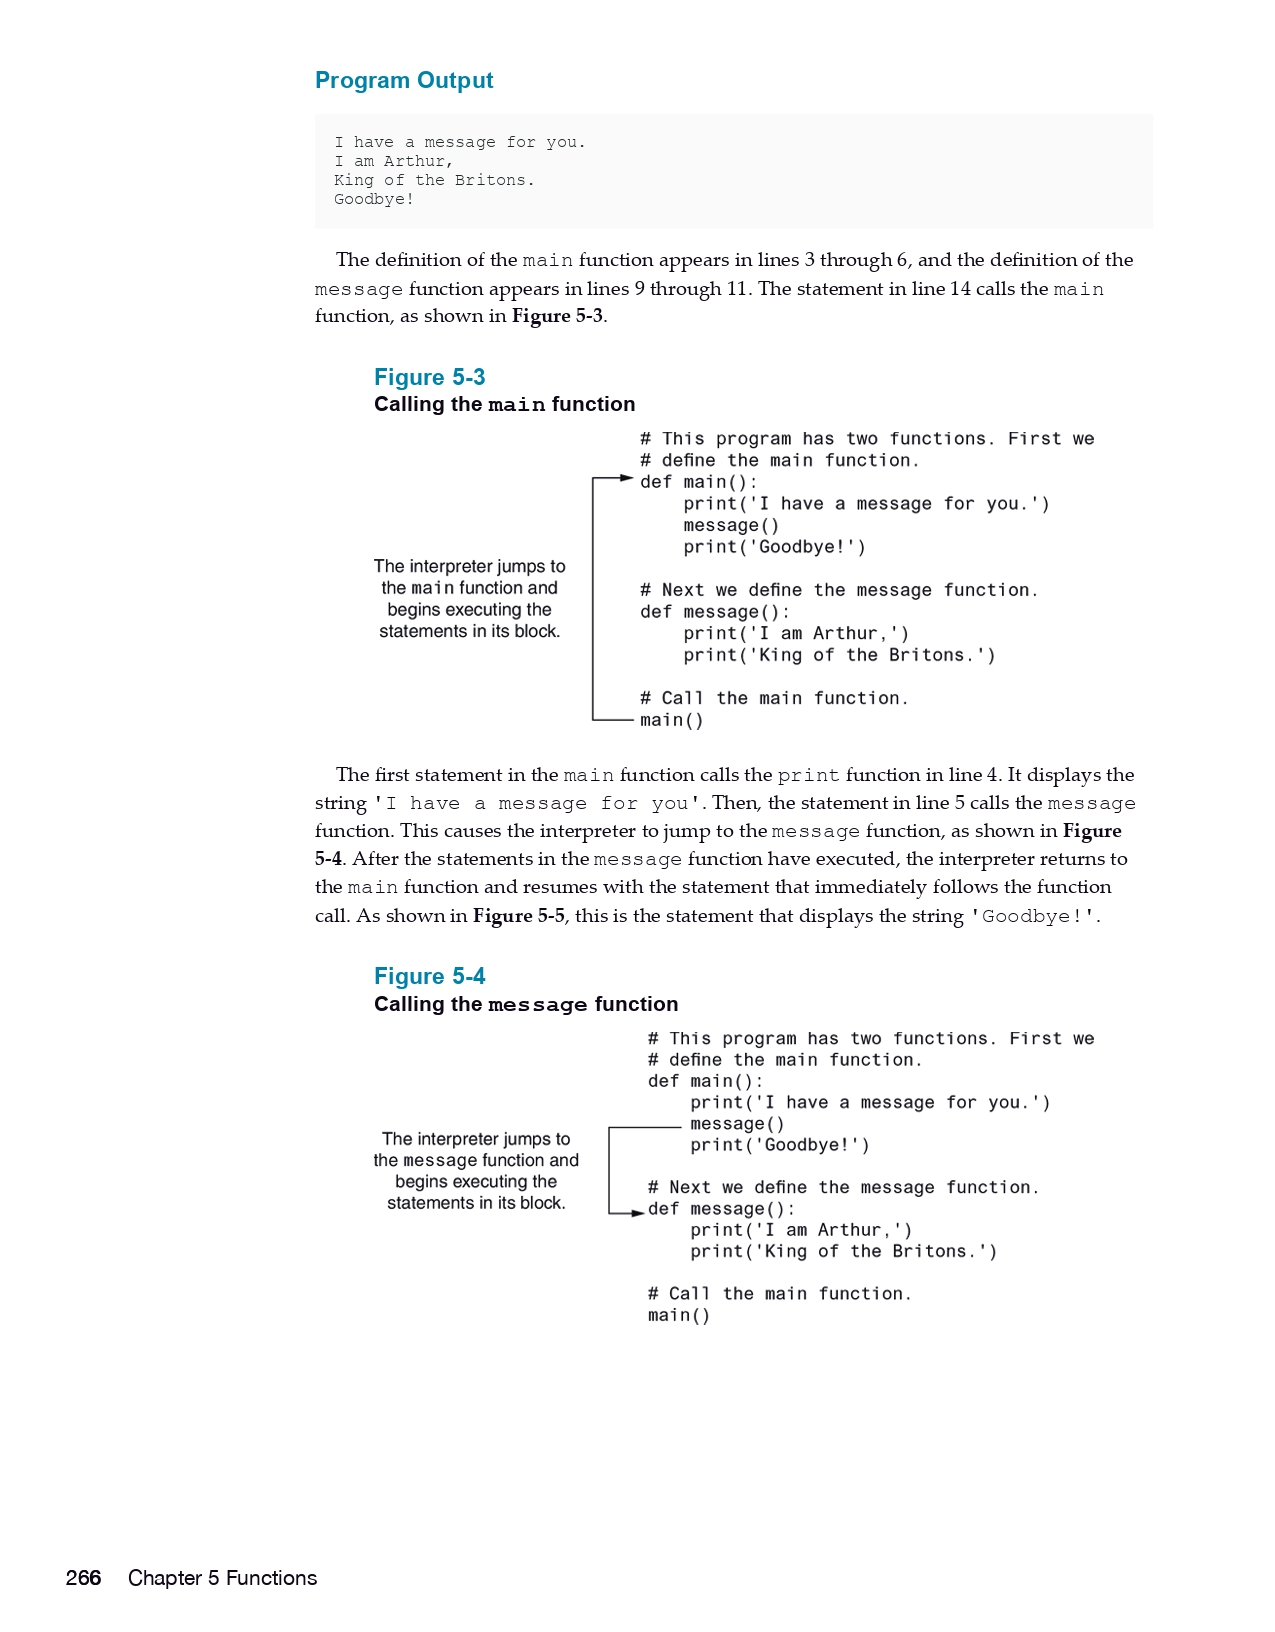 Program Output
I have a message for you.
I am Arthur,
King of the Britons.
Goodbye!
The definition of the main function appears in lines 3 through 6, and the definition of the
message function appears in lines 9 through 11. The statement in line 14 calls the main
function, as shown in Figure 5-3.
Figure 5-3
Calling the main function
The interpreter jumps to
the main function and
begins executing the
statements in its block.
# This program has two functions. First we
# define the main function.
def main():
    print('I have a message for you.')
    message()
    print('Goodbye!')
# Next we define the message function.
def message():
    print('I am Arthur,')
    print('King of the Britons.')
# Call the main function.
main()
The first statement in the main function calls the print function in line 4. It displays the
string 'I have a message for you'. Then, the statement in line 5 calls the message
function. This causes the interpreter to jump to the message function, as shown in Figure
5-4. After the statements in the message function have executed, the interpreter returns to
the main function and resumes with the statement that immediately follows the function
call. As shown in Figure 5-5, this is the statement that displays the string 'Goodbye!'.
Figure 5-4
Calling the message function
The interpreter jumps to
the message function and
begins executing the
statements in its block.
# This program has two functions. First we
# define the main function.
def main():
    print('I have a message for you.')
    message()
    print('Goodbye!')
# Next we define the message function.
def message():
    print('I am Arthur,')
    print('King of the Britons.')
# Call the main function.
main()
266 Chapter 5 Functions